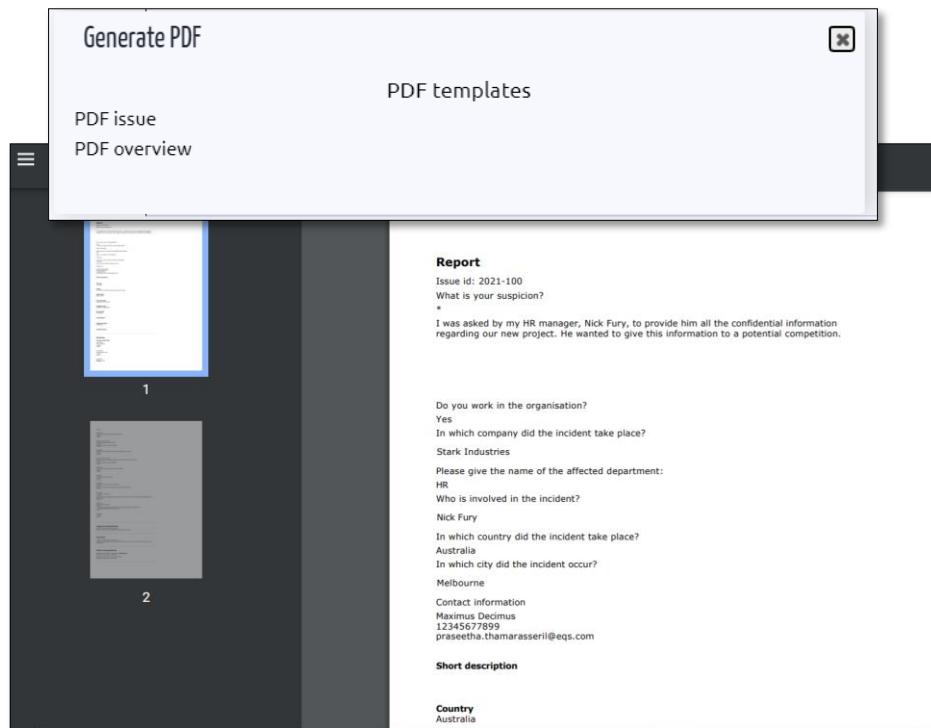 Generate PDF
PDF templates
PDF issue
PDF overview
1
2
Report
Issue id: 2021-100
What is your suspicion?
*
I was asked by my HR manager, Nick Fury, to provide him all the confidential information
regarding our new project. He wanted to give this information to a potential competition.
Do you work in the organisation?
Yes
In which company did the incident take place?
Stark Industries
Please give the name of the affected department:
HR
Who is involved in the incident?
Nick Fury
In which country did the incident take place?
Australia
In which city did the incident occur?
Melbourne
Contact information
Maximus Decimus
12345677899
praseetha.thamarasseril@eqs.com
Short description
Country
Australia